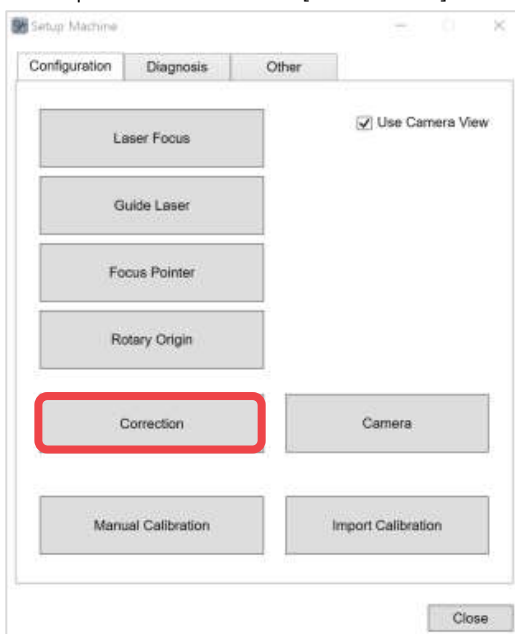 Setup Machine
Configuration Diagnosis Other
Laser Focus
Use Camera View
Guide Laser
Focus Pointer
Rotary Origin
Correction Camera
Manual Calibration Import Calibration
Close